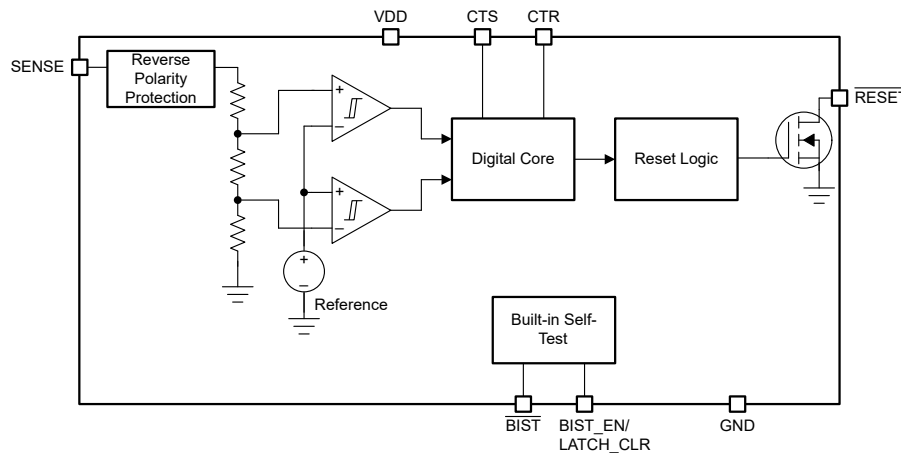 VDD
CTS
CTR
SENSE
Reverse
Polarity
Protection
RESET
+
−
Digital Core
Reset Logic
+
−
+
−
Reference
Built-in Self-
Test
BIST
BIST_EN/
LATCH_CLR
GND